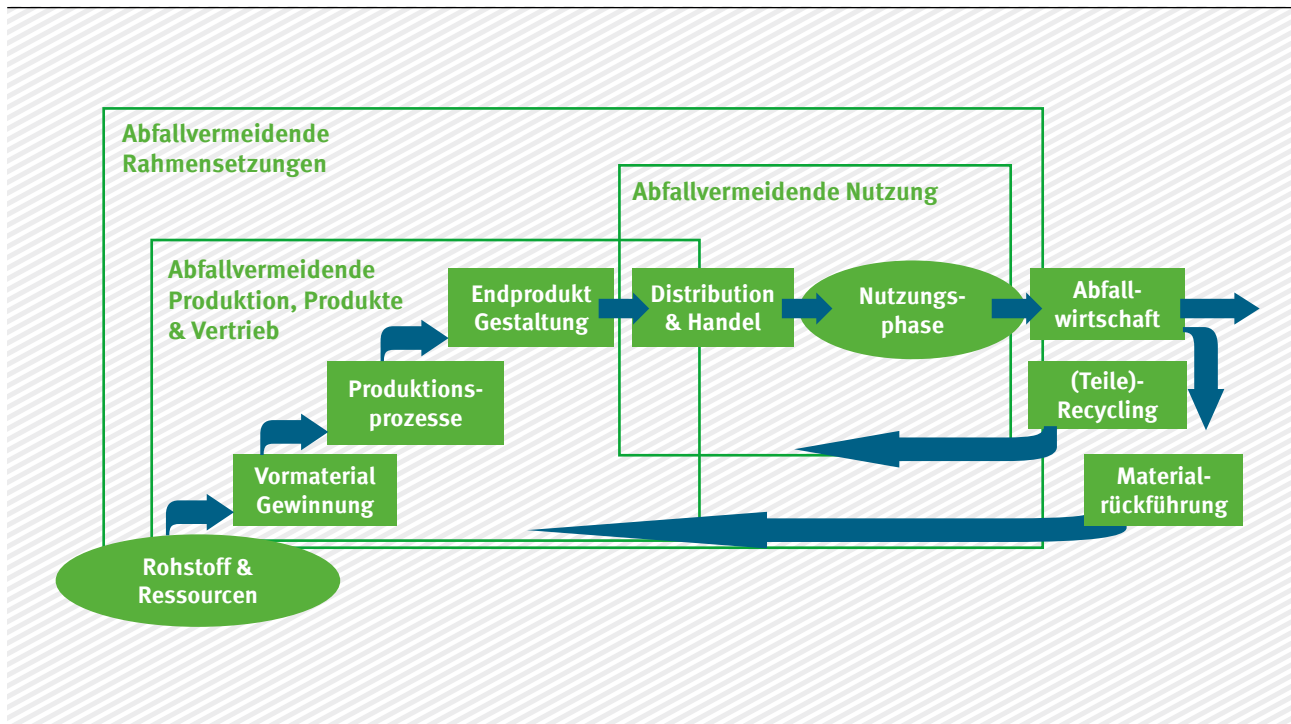 Abfallvermeidende
Rahmensetzungen
Abfallvermeidende Nutzung
Abfallvermeidende
Produktion, Produkte
& Vertrieb
Endprodukt
Gestaltung
Distribution
& Handel
Nutzungs-
phase
Abfall-
wirtschaft
Produktions-
prozesse
(Teile)-
Recycling
Vormaterial
Gewinnung
Material-
rückführung
Rohstoff &
Ressourcen